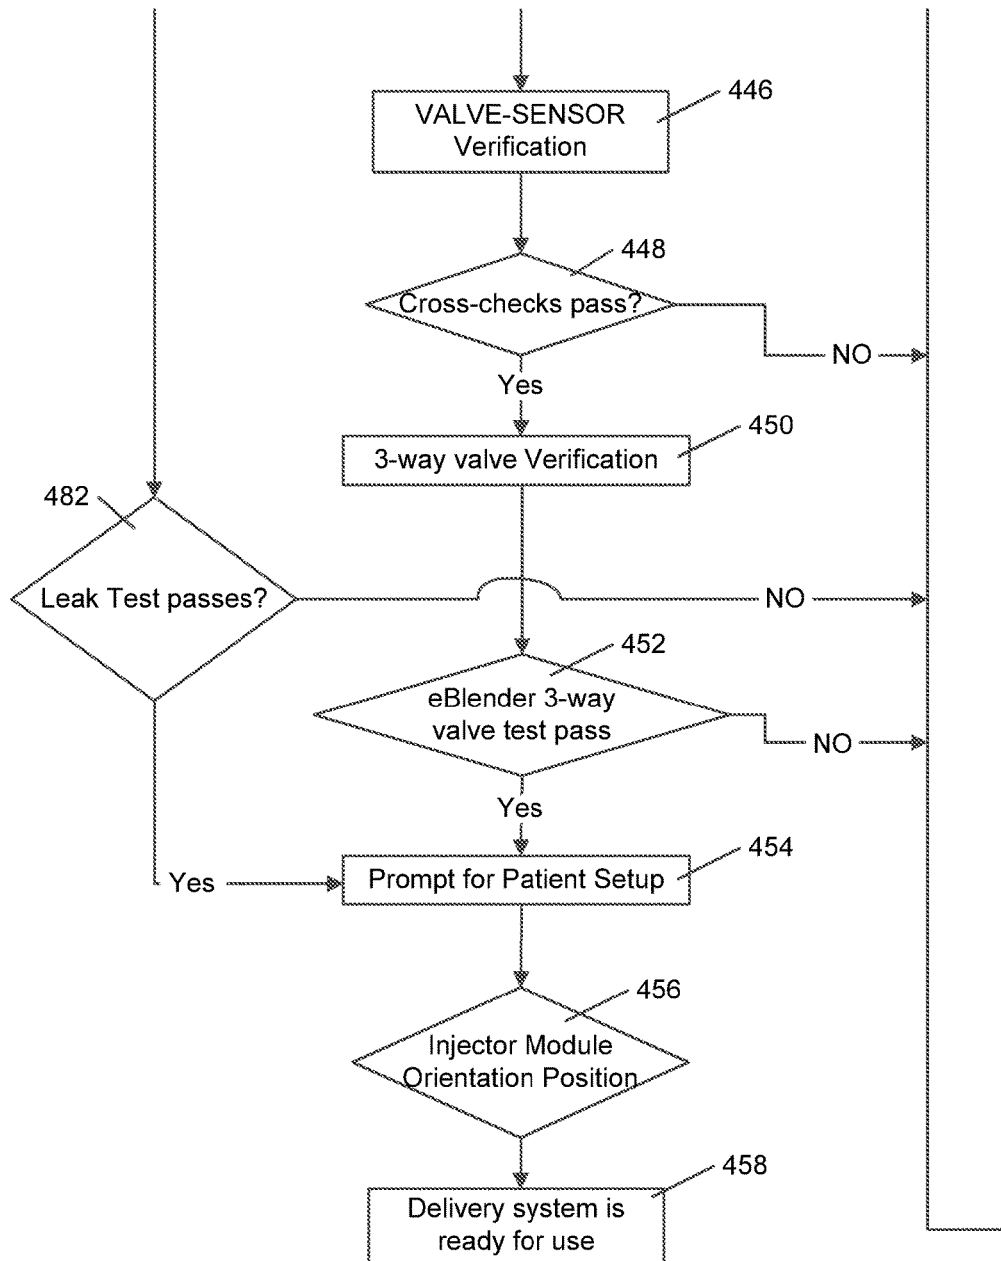 446
VALVE-SENSOR
Verification
448
Cross-checks pass?
NO
Yes
450
3-way valve Verification
482
Leak Test passes?
NO
452
eBlender 3-way
valve test pass
NO
Yes
454
Prompt for Patient Setup
Yes
456
Injector Module
Orientation Position
458
Delivery system is
ready for use